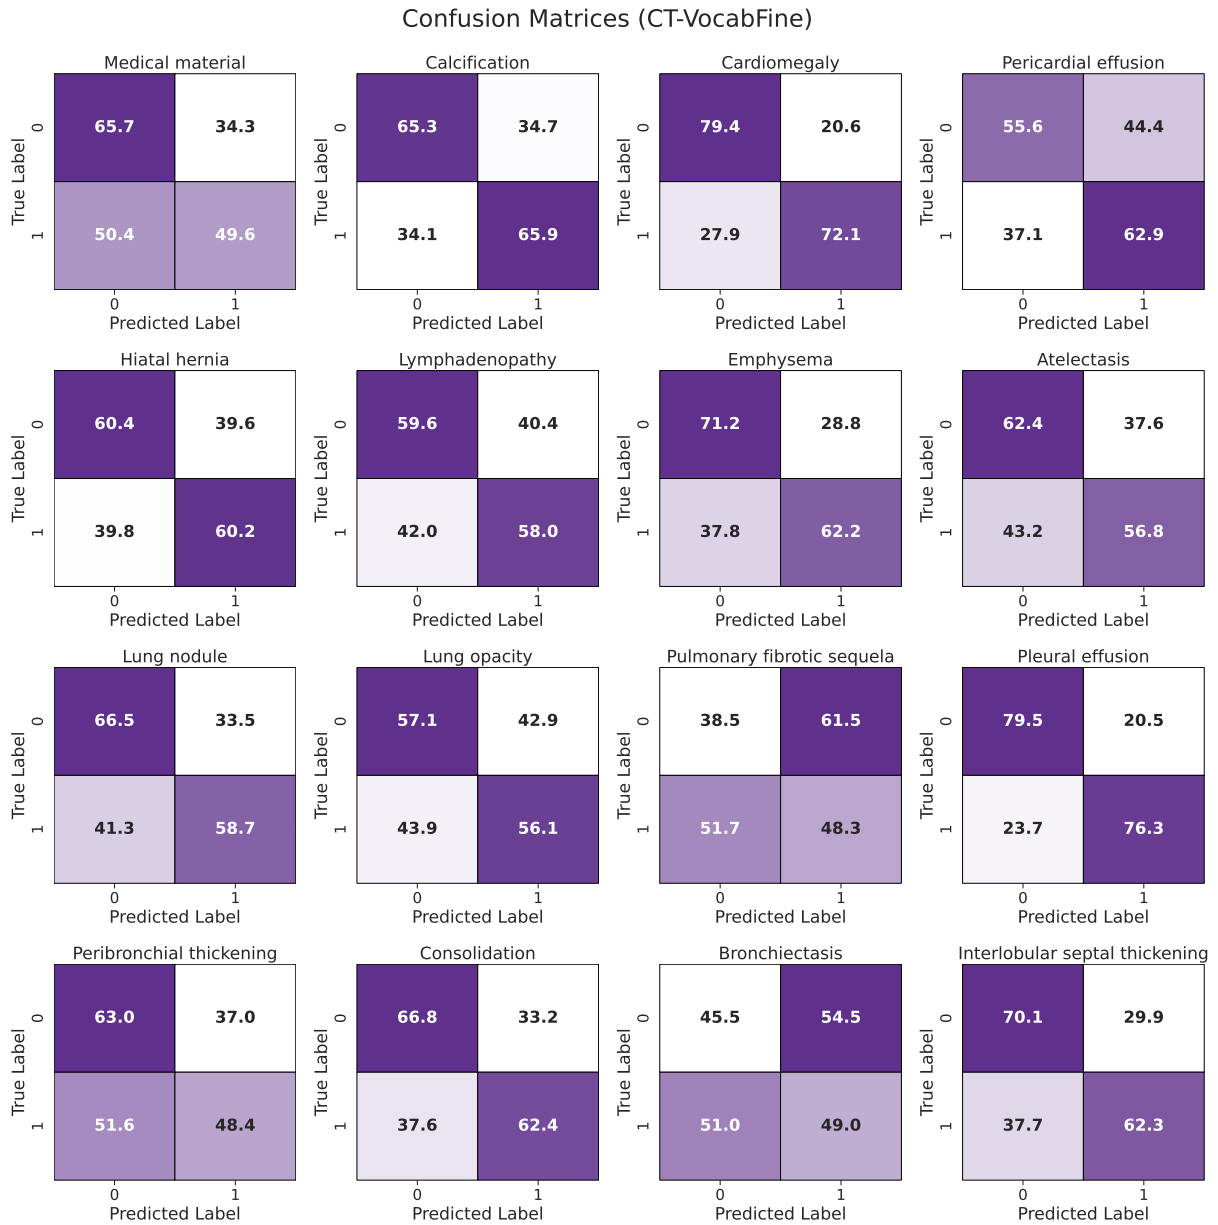 Confusion Matrices (CT-VocabFine)
Medical material
Calcification
Cardiomegaly
Pericardial effusion
True Label
0
65.7
34.3
1
50.4
49.6
0
1
Predicted Label
True Label
0
65.3
34.7
1
34.1
65.9
0
1
Predicted Label
True Label
0
79.4
20.6
1
27.9
72.1
0
1
Predicted Label
True Label
0
55.6
44.4
1
37.1
62.9
0
1
Predicted Label
Hiatal hernia
Lymphadenopathy
Emphysema
Atelectasis
True Label
0
60.4
39.6
1
39.8
60.2
0
1
Predicted Label
True Label
0
59.6
40.4
1
42.0
58.0
0
1
Predicted Label
True Label
0
71.2
28.8
1
37.8
62.2
0
1
Predicted Label
True Label
0
62.4
37.6
1
43.2
56.8
0
1
Predicted Label
Lung nodule
Lung opacity
Pulmonary fibrotic sequela
Pleural effusion
True Label
0
66.5
33.5
1
41.3
58.7
0
1
Predicted Label
True Label
0
57.1
42.9
1
43.9
56.1
0
1
Predicted Label
True Label
0
38.5
61.5
1
51.7
48.3
0
1
Predicted Label
True Label
0
79.5
20.5
1
23.7
76.3
0
1
Predicted Label
Peribronchial thickening
Consolidation
Bronchiectasis
Interlobular septal thickening
True Label
0
63.0
37.0
1
51.6
48.4
0
1
Predicted Label
True Label
0
66.8
33.2
1
37.6
62.4
0
1
Predicted Label
True Label
0
45.5
54.5
1
51.0
49.0
0
1
Predicted Label
True Label
0
70.1
29.9
1
37.7
62.3
0
1
Predicted Label